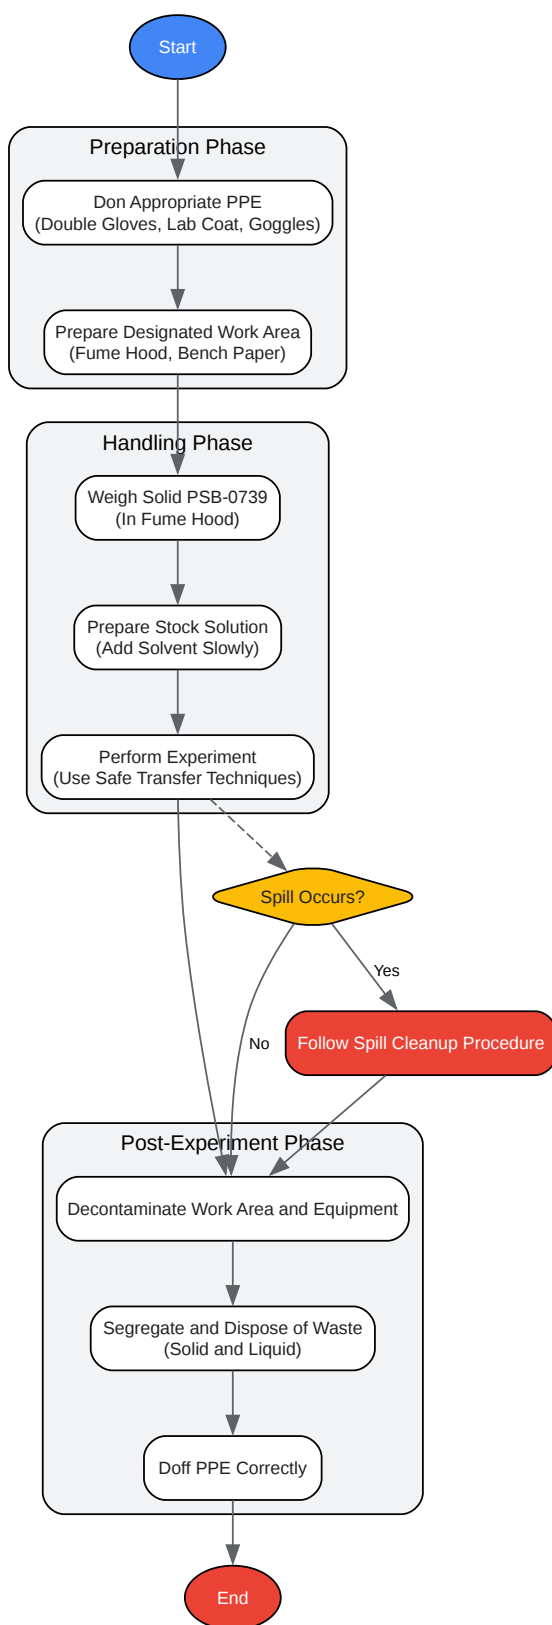 Start
Preparation Phase
Don Appropriate PPE
(Double Gloves, Lab Coat, Goggles)
Prepare Designated Work Area
(Fume Hood, Bench Paper)
Handling Phase
Weigh Solid PSB-0739
(In Fume Hood)
Prepare Stock Solution
(Add Solvent Slowly)
Perform Experiment
(Use Safe Transfer Techniques)
Spill Occurs?
Yes
No
Follow Spill Cleanup Procedure
Post-Experiment Phase
Decontaminate Work Area and Equipment
Segregate and Dispose of Waste
(Solid and Liquid)
Doff PPE Correctly
End